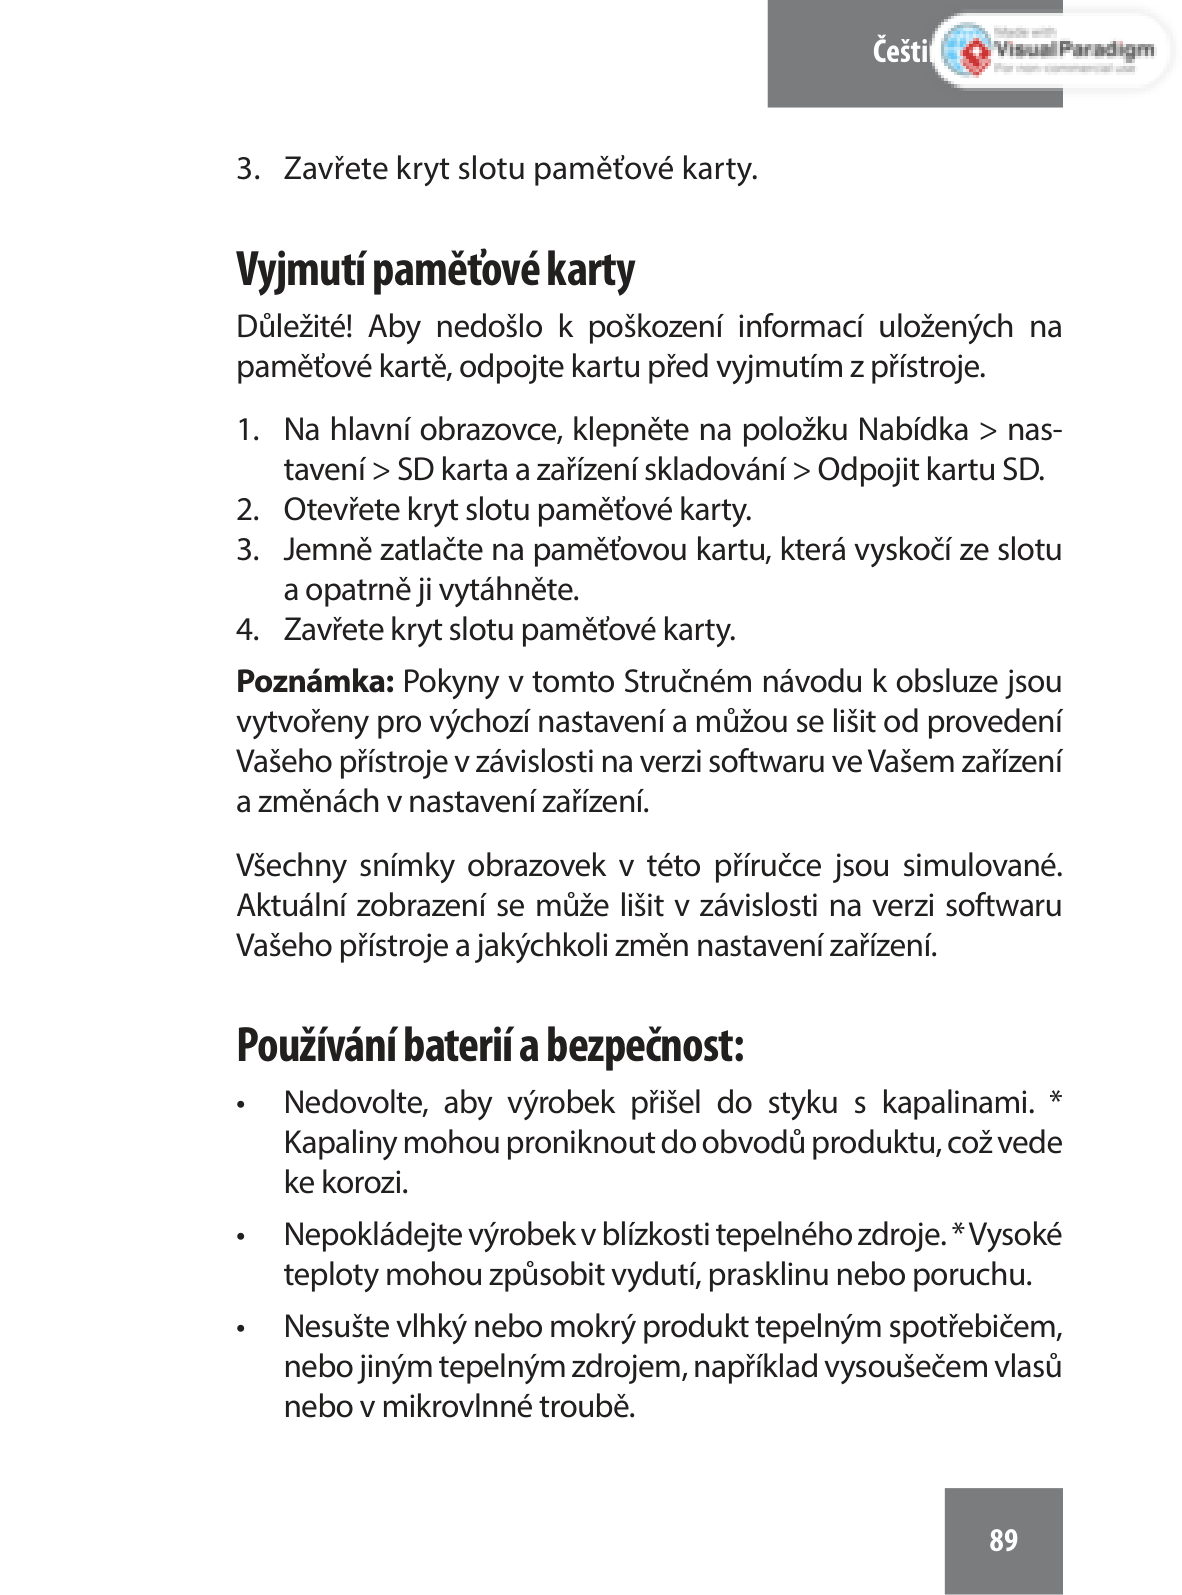 Made with
Visual Paradigm
For non-commercial use
3. Zavřete kryt slotu paměťové karty.
Vyjmutí paměťové karty
Důležité! Aby nedošlo k poškození informací uložených na
paměťové kartě, odpojte kartu před vyjmutím z přístroje.
1. Na hlavní obrazovce, klepněte na položku Nabídka > nas-
tavení > SD karta a zařízení skladování > Odpojit kartu SD.
2. Otevřete kryt slotu paměťové karty.
3. Jemně zatlačte na paměťovou kartu, která vyskočí ze slotu
a opatrně ji vytáhněte.
4. Zavřete kryt slotu paměťové karty.
Poznámka: Pokyny v tomto Stručném návodu k obsluze jsou
vytvořeny pro výchozí nastavení a můžou se lišit od provedení
Vašeho přístroje v závislosti na verzi softwaru ve Vašem zařízení
a změnách v nastavení zařízení.
Všechny snímky obrazovek v této příručce jsou simulované.
Aktuální zobrazení se může lišit v závislosti na verzi softwaru
Vašeho přístroje a jakýchkoli změn nastavení zařízení.
Používání baterií a bezpečnost:
• Nedovolte, aby výrobek přišel do styku s kapalinami. *
Kapaliny mohou proniknout do obvodů produktu, což vede
ke korozi.
• Nepokládejte výrobek v blízkosti tepelného zdroje. * Vysoké
teploty mohou způsobit vydutí, prasklinu nebo poruchu.
• Nesušte vlhký nebo mokrý produkt tepelným spotřebičem,
nebo jiným tepelným zdrojem, například vysoušečem vlasů
nebo v mikrovlnné troubě.
89